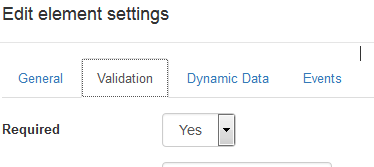 Edit element settings
General Validation Dynamic Data Events
Required Yes